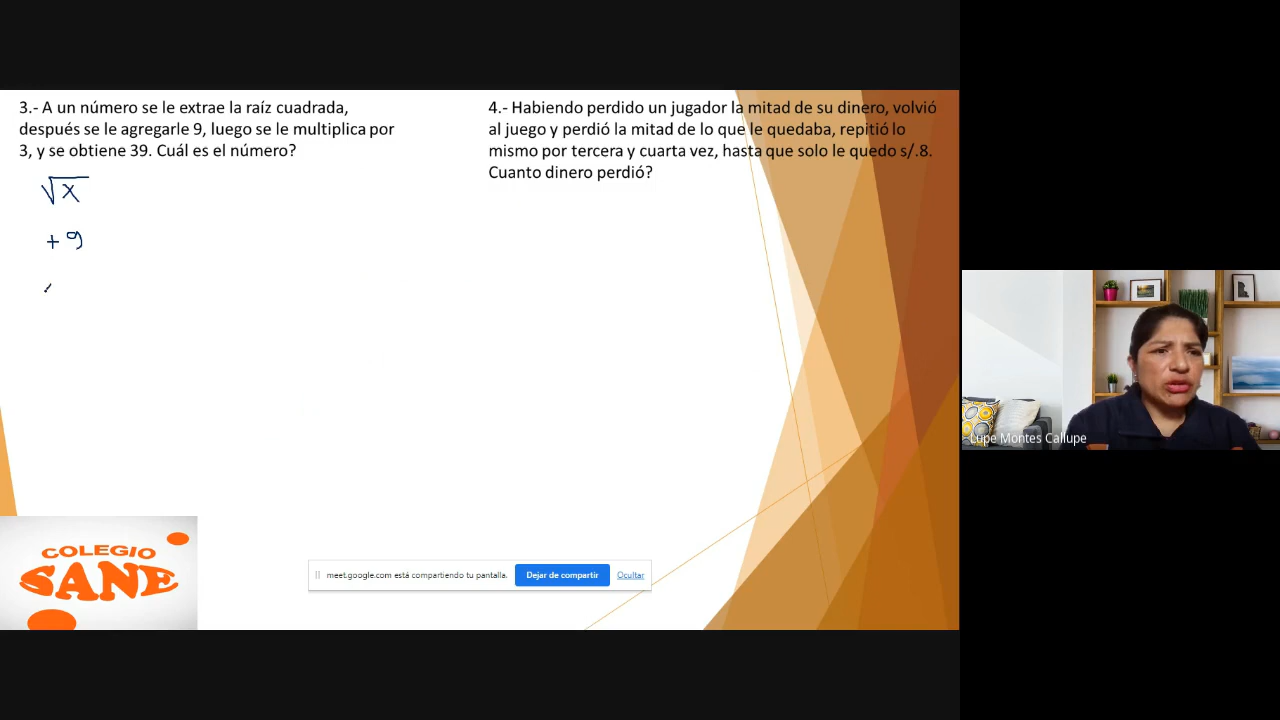 3.- A un número se le extrae la raíz cuadrada,
después se le agregarle 9, luego se le multiplica por
3, y se obtiene 39. Cuál es el número?
√x
+ 9
4.- Habiendo perdido un jugador la mitad de su dinero, volvió
al juego y perdió la mitad de lo que le quedaba, repitió lo
mismo por tercera y cuarta vez, hasta que solo le quedo s/.8.
Cuanto dinero perdió?
COLEGIO
SANE
meet.google.com está compartiendo tu pantalla.
Dejar de compartir
Ocultar
Lupe Montes Callupe